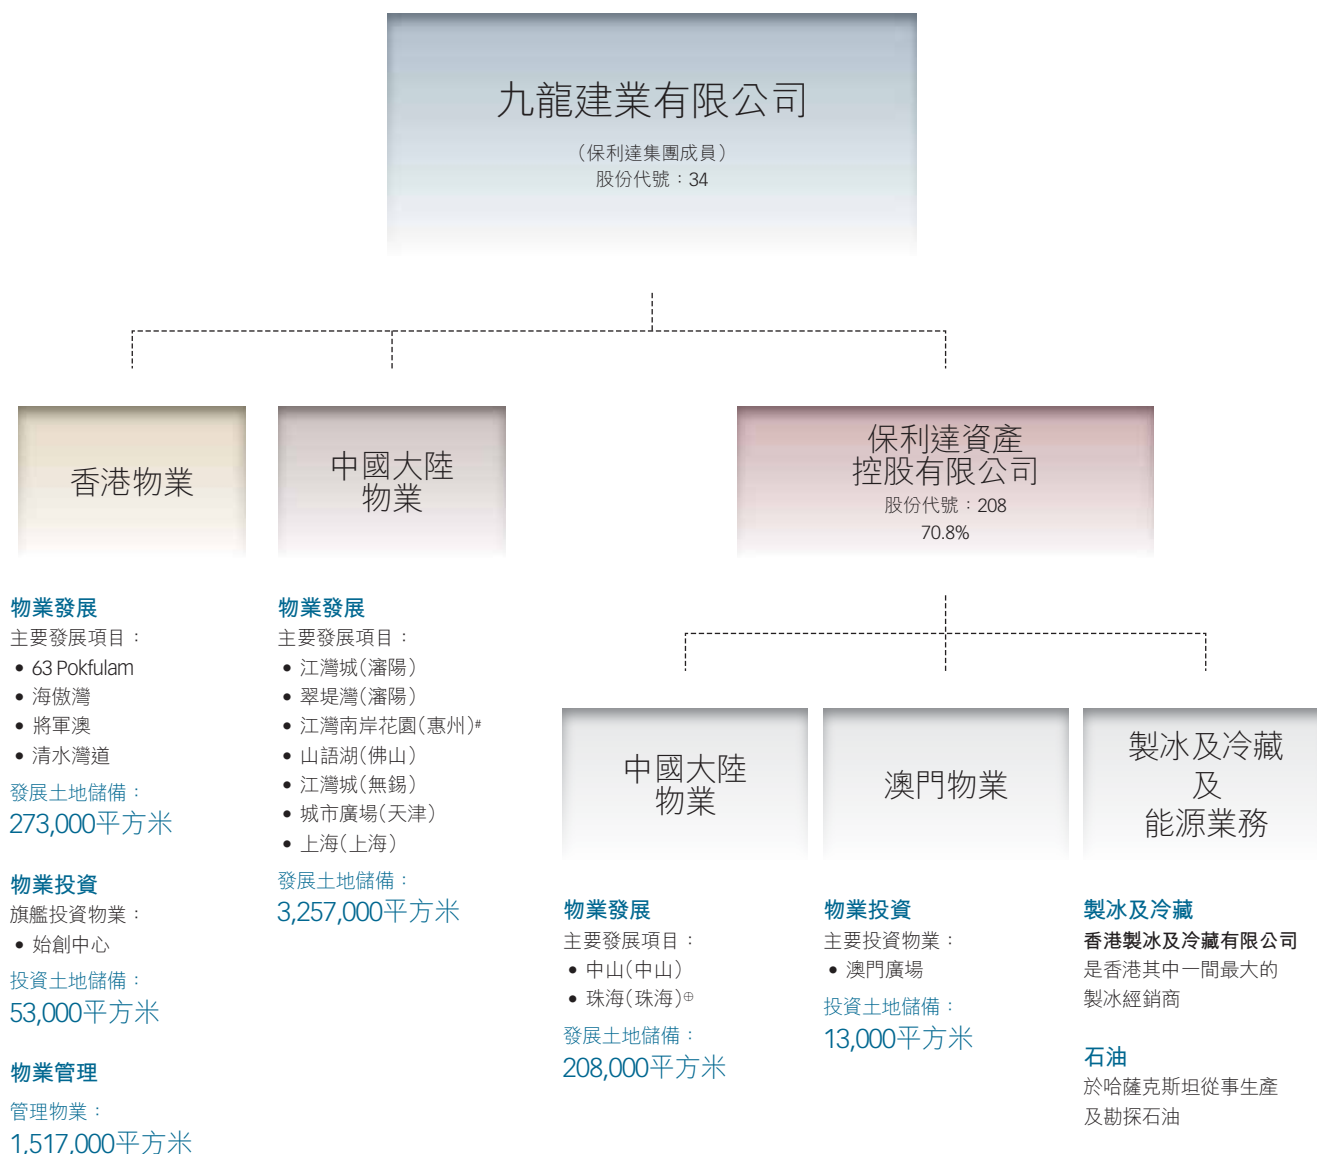 九龍建業有限公司
（保利達集團成員）
股份代號：34
香港物業
物業發展
主要發展項目：
• 63 Pokfulam
• 海傲灣
• 將軍澳
• 清水灣道
發展土地儲備：
273,000平方米
物業投資
旗艦投資物業：
• 始創中心
投資土地儲備：
53,000平方米
物業管理
管理物業：
1,517,000平方米
中國大陸
物業
物業發展
主要發展項目：
• 江灣城（瀋陽）
• 翠堤灣（瀋陽）
• 江灣南岸花園（惠州）#
• 山語湖（佛山）
• 江灣城（無錫）
• 城市廣場（天津）
• 上海（上海）
發展土地儲備：
3,257,000平方米
保利達資產
控股有限公司
股份代號：208
70.8%
中國大陸
物業
物業發展
主要發展項目：
• 中山（中山）
• 珠海（珠海）⊕
發展土地儲備：
208,000平方米
澳門物業
物業投資
主要投資物業：
• 澳門廣場
投資土地儲備：
13,000平方米
製冰及冷藏
及
能源業務
製冰及冷藏
香港製冰及冷藏有限公司
是香港其中一間最大的
製冰經銷商
石油
於哈薩克斯坦從事生產
及勘探石油